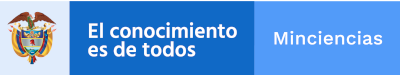 El conocimiento
es de todos
Minciencias